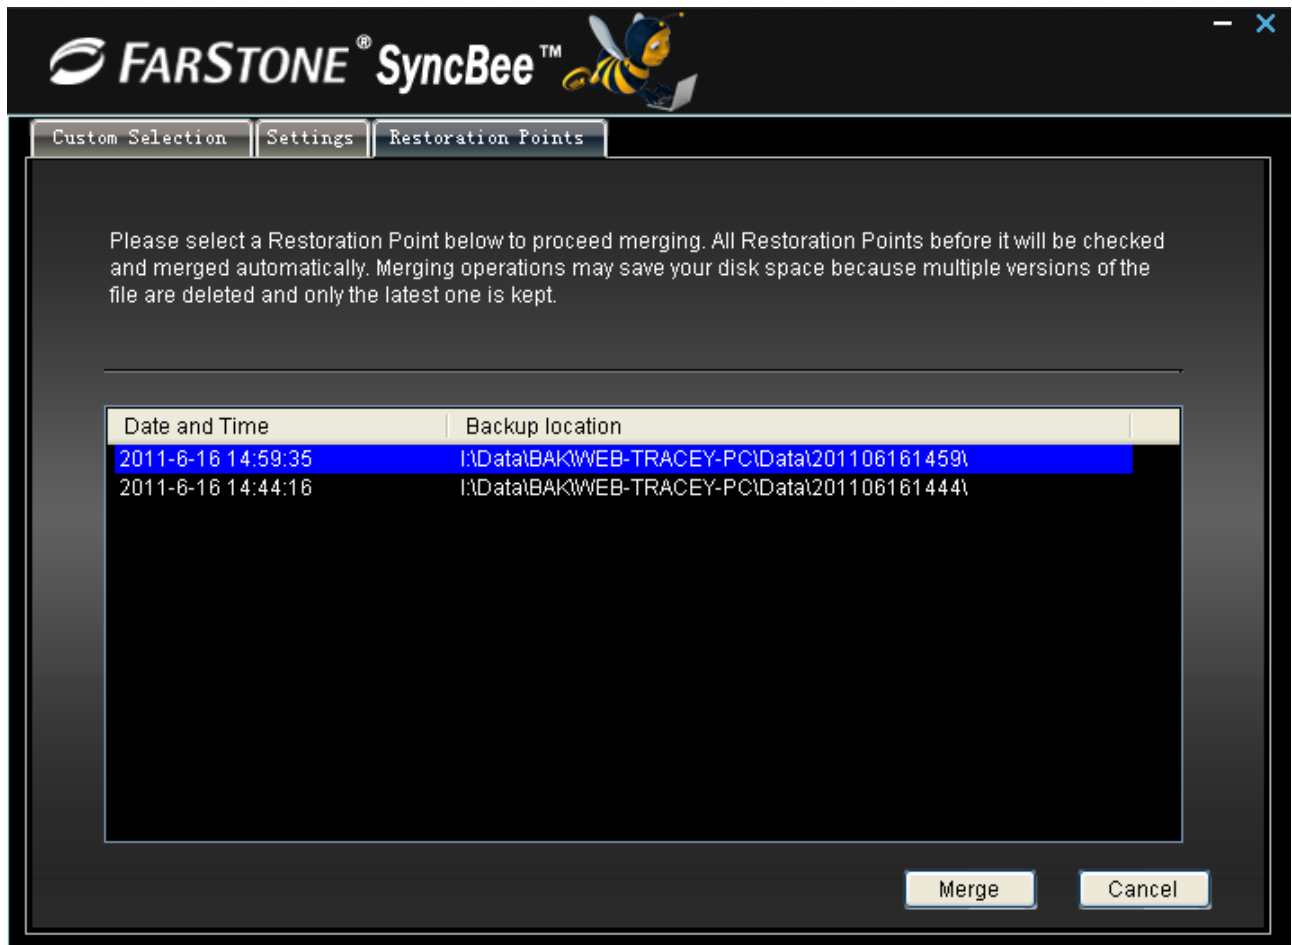 FARSTONE® SyncBee™
Custom Selection Settings Restoration Points
Please select a Restoration Point below to proceed merging. All Restoration Points before it will be checked
and merged automatically. Merging operations may save your disk space because multiple versions of the
file are deleted and only the latest one is kept.
Date and Time Backup location
2011-6-16 14:59:35 I:\Data\BAK\WEB-TRACEY-PC\Data\201106161459\
2011-6-16 14:44:16 I:\Data\BAK\WEB-TRACEY-PC\Data\201106161444\
Merge Cancel